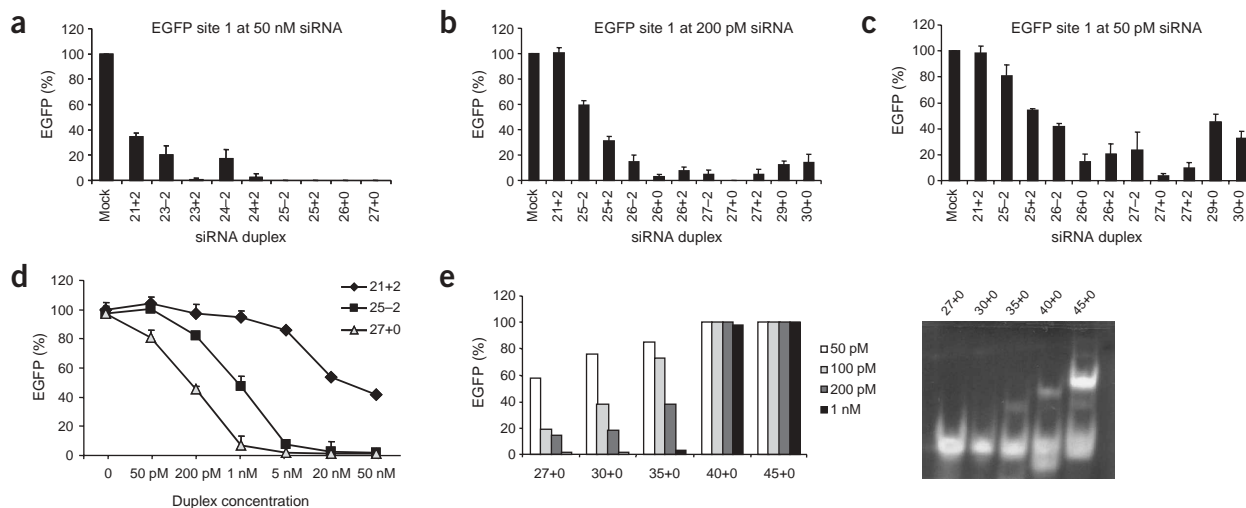 a
EGFP site 1 at 50 nM siRNA
EGFP (%)
120
100
80
60
40
20
0
Mock
21+2
23–2
23+2
24–2
24+2
25–2
25+2
26+0
27+0
siRNA duplex
b
EGFP site 1 at 200 pM siRNA
EGFP (%)
120
100
80
60
40
20
0
Mock
21+2
25–2
25+2
26–2
26+0
26+2
27–2
27+0
27+2
29+0
30+0
siRNA duplex
c
EGFP site 1 at 50 pM siRNA
EGFP (%)
120
100
80
60
40
20
0
Mock
21+2
25–2
25+2
26–2
26+0
26+2
27–2
27+0
27+2
29+0
30+0
siRNA duplex
d
EGFP (%)
120
100
80
60
40
20
0
21+2
25–2
27+0
0
50 pM
200 pM
1 nM
5 nM
20 nM
50 nM
Duplex concentration
e
EGFP (%)
120
100
80
60
40
20
0
50 pM
100 pM
200 pM
1 nM
27+0
30+0
35+0
40+0
45+0
27+0
30+0
35+0
40+0
45+0